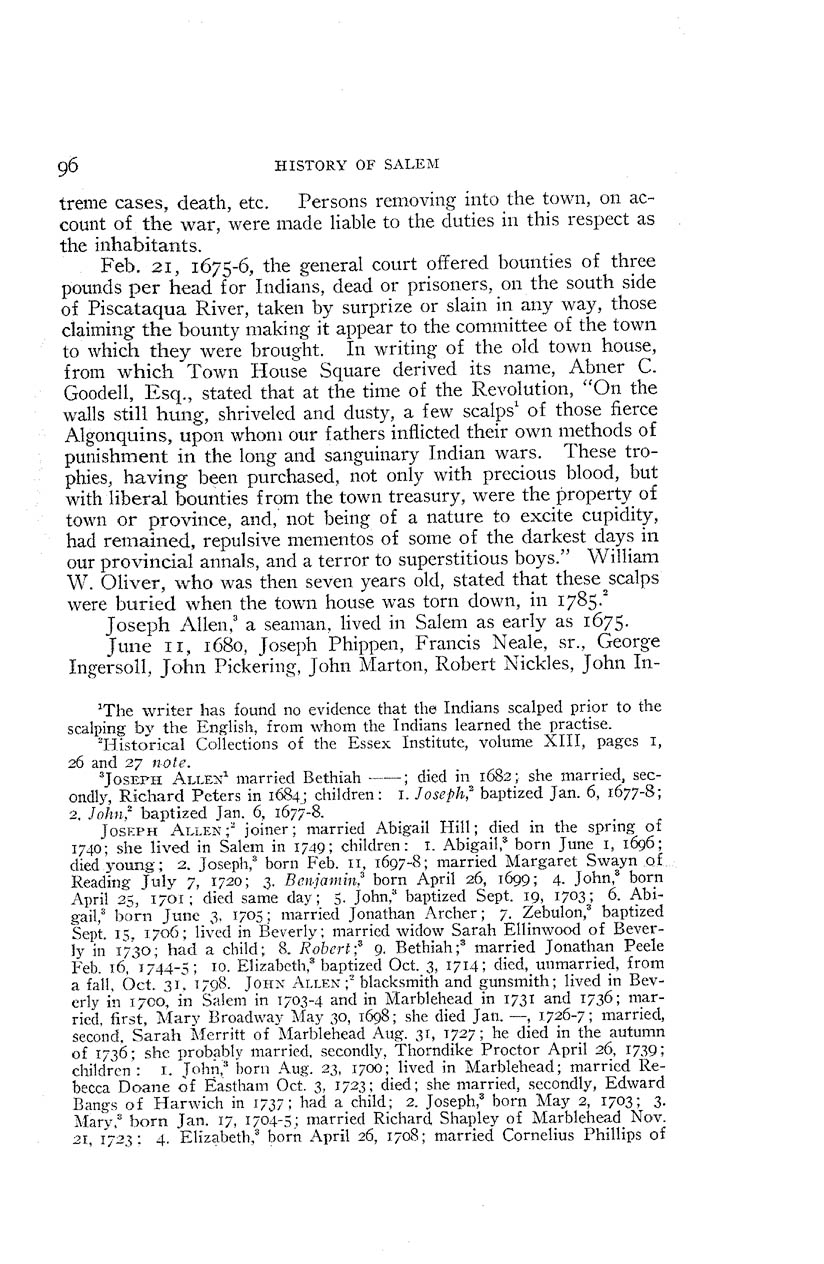 96 HISTORY OF SALEM
treme cases, death, etc. Persons removing into the town, on ac-
count of the war, were made liable to the duties in this respect as
the inhabitants.
Feb. 21, 1675-6, the general court offered bounties of three
pounds per head for Indians, dead or prisoners, on the south side
of Piscataqua River, taken by surprize or slain in any way, those
claiming the bounty making it appear to the committee of the town
to which they were brought. In writing of the old town house,
from which Town House Square derived its name, Abner C.
Goodell, Esq., stated that at the time of the Revolution, “On the
walls still hung, shriveled and dusty, a few scalps¹ of those fierce
Algonquins, upon whom our fathers inflicted their own methods of
punishment in the long and sanguinary Indian wars. These tro-
phies, having been purchased, not only with precious blood, but
with liberal bounties from the town treasury, were the property of
town or province, and, not being of a nature to excite cupidity,
had remained, repulsive mementos of some of the darkest days in
our provincial annals, and a terror to superstitious boys.” William
W. Oliver, who was then seven years old, stated that these scalps
were buried when the town house was torn down, in 1785.²
Joseph Allen,³ a seaman, lived in Salem as early as 1675.
June 11, 1680, Joseph Phippen, Francis Neale, sr., George
Ingersoll, John Pickering, John Marton, Robert Nickles, John In-
¹The writer has found no evidence that the Indians scalped prior to the
scalping by the English, from whom the Indians learned the practise.
²Historical Collections of the Essex Institute, volume XIII, pages 1,
26 and 27 note.
³JOSEPH ALLEN¹ married Bethiah ——; died in 1682; she married, sec-
ondly, Richard Peters in 1684; children: 1. Joseph,² baptized Jan. 6, 1677-8;
2. John,² baptized Jan. 6, 1677-8.
JOSEPH ALLEN;² joiner; married Abigail Hill; died in the spring of
1740; she lived in Salem in 1749; children: 1. Abigail,³ born June 1, 1696;
died young; 2. Joseph,³ born Feb. 11, 1697-8; married Margaret Swayn of
Reading July 7, 1720; 3. Benjamin,³ born April 26, 1699; 4. John,³ born
April 25, 1701; died same day; 5. John,³ baptized Sept. 19, 1703; 6. Abi-
gail,³ born June 3, 1705; married Jonathan Archer; 7. Zebulon,³ baptized
Sept. 15, 1706; lived in Beverly; married widow Sarah Ellinwood of Bever-
ly in 1730; had a child; 8. Robert;³ 9. Bethiah;³ married Jonathan Peele
Feb. 16, 1744-5; 10. Elizabeth,³ baptized Oct. 3, 1714; died, unmarried, from
a fall, Oct. 31, 1798. JOHN ALLEN;² blacksmith and gunsmith; lived in Bev-
erly in 1700, in Salem in 1703-4 and in Marblehead in 1731 and 1736; mar-
ried, first, Mary Broadway May 30, 1698; she died Jan. —, 1726-7; married,
second, Sarah Merritt of Marblehead Aug. 31, 1727; he died in the autumn
of 1736; she probably married, secondly, Thorndike Proctor April 26, 1739;
children: 1. John,³ born Aug. 23, 1700; lived in Marblehead; married Re-
becca Doane of Eastham Oct. 3, 1723; died; she married, secondly, Edward
Bangs of Harwich in 1737; had a child; 2. Joseph,³ born May 2, 1703; 3.
Mary,³ born Jan. 17, 1704-5; married Richard Shapley of Marblehead Nov.
21, 1723; 4. Elizabeth,³ born April 26, 1708; married Cornelius Phillips of